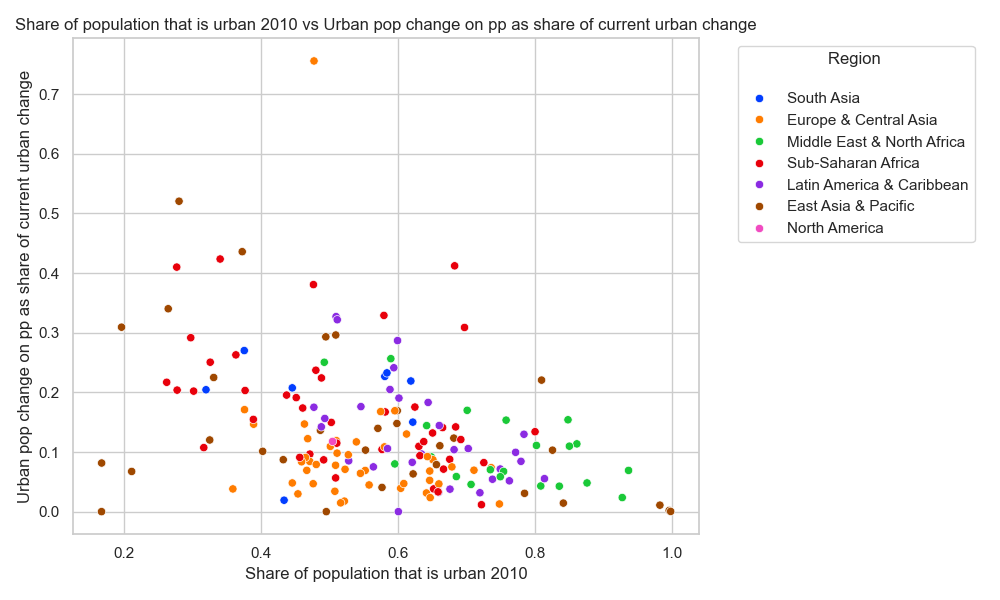 Share of population that is urban 2010 vs Urban pop change on pp as share of current urban change
Urban pop change on pp as share of current urban change
0.7
0.6
0.5
0.4
0.3
0.2
0.1
0.0
0.2
0.4
0.6
0.8
1.0
Share of population that is urban 2010
Region
South Asia
Europe & Central Asia
Middle East & North Africa
Sub-Saharan Africa
Latin America & Caribbean
East Asia & Pacific
North America